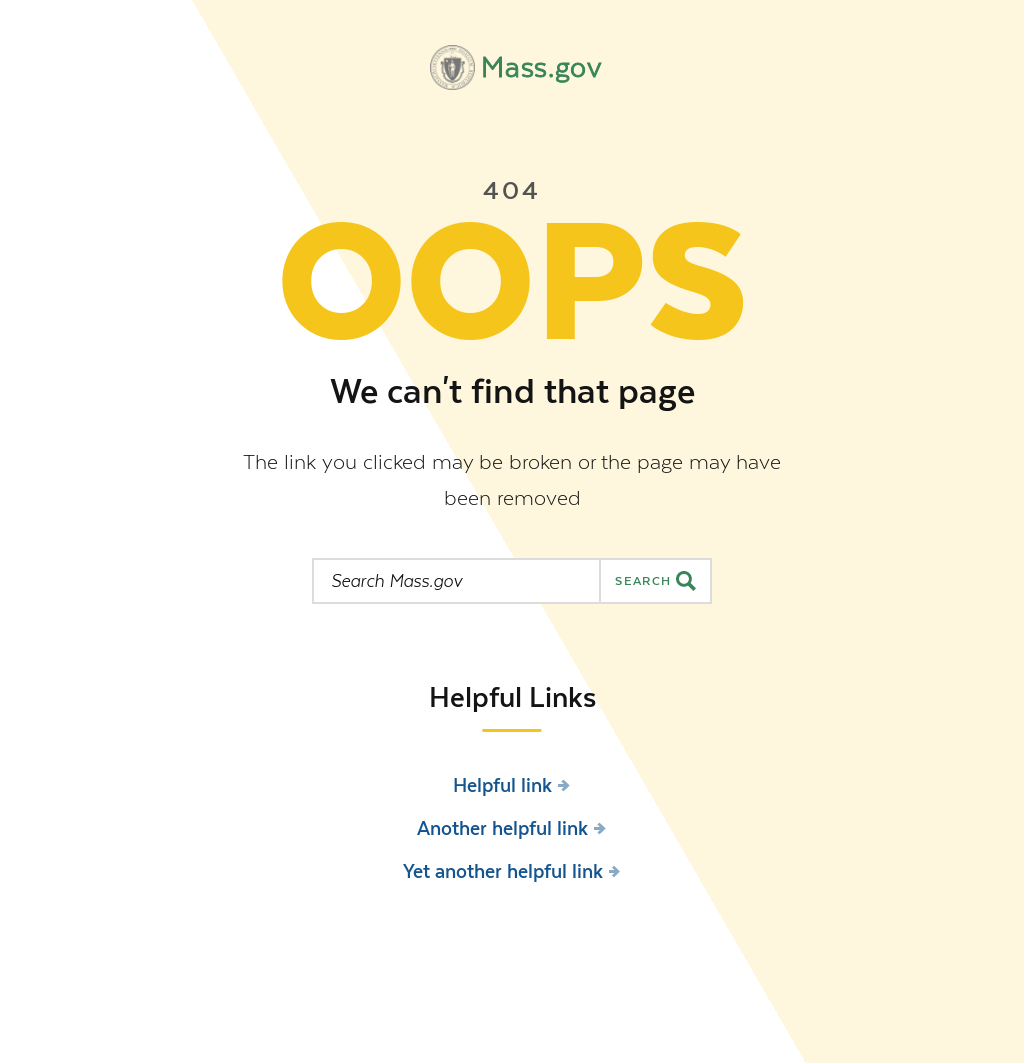 Mass.gov
404
OOPS
We can't find that page
The link you clicked may be broken or the page may have
been removed
Search Mass.gov
SEARCH
Helpful Links
Helpful link
Another helpful link
Yet another helpful link